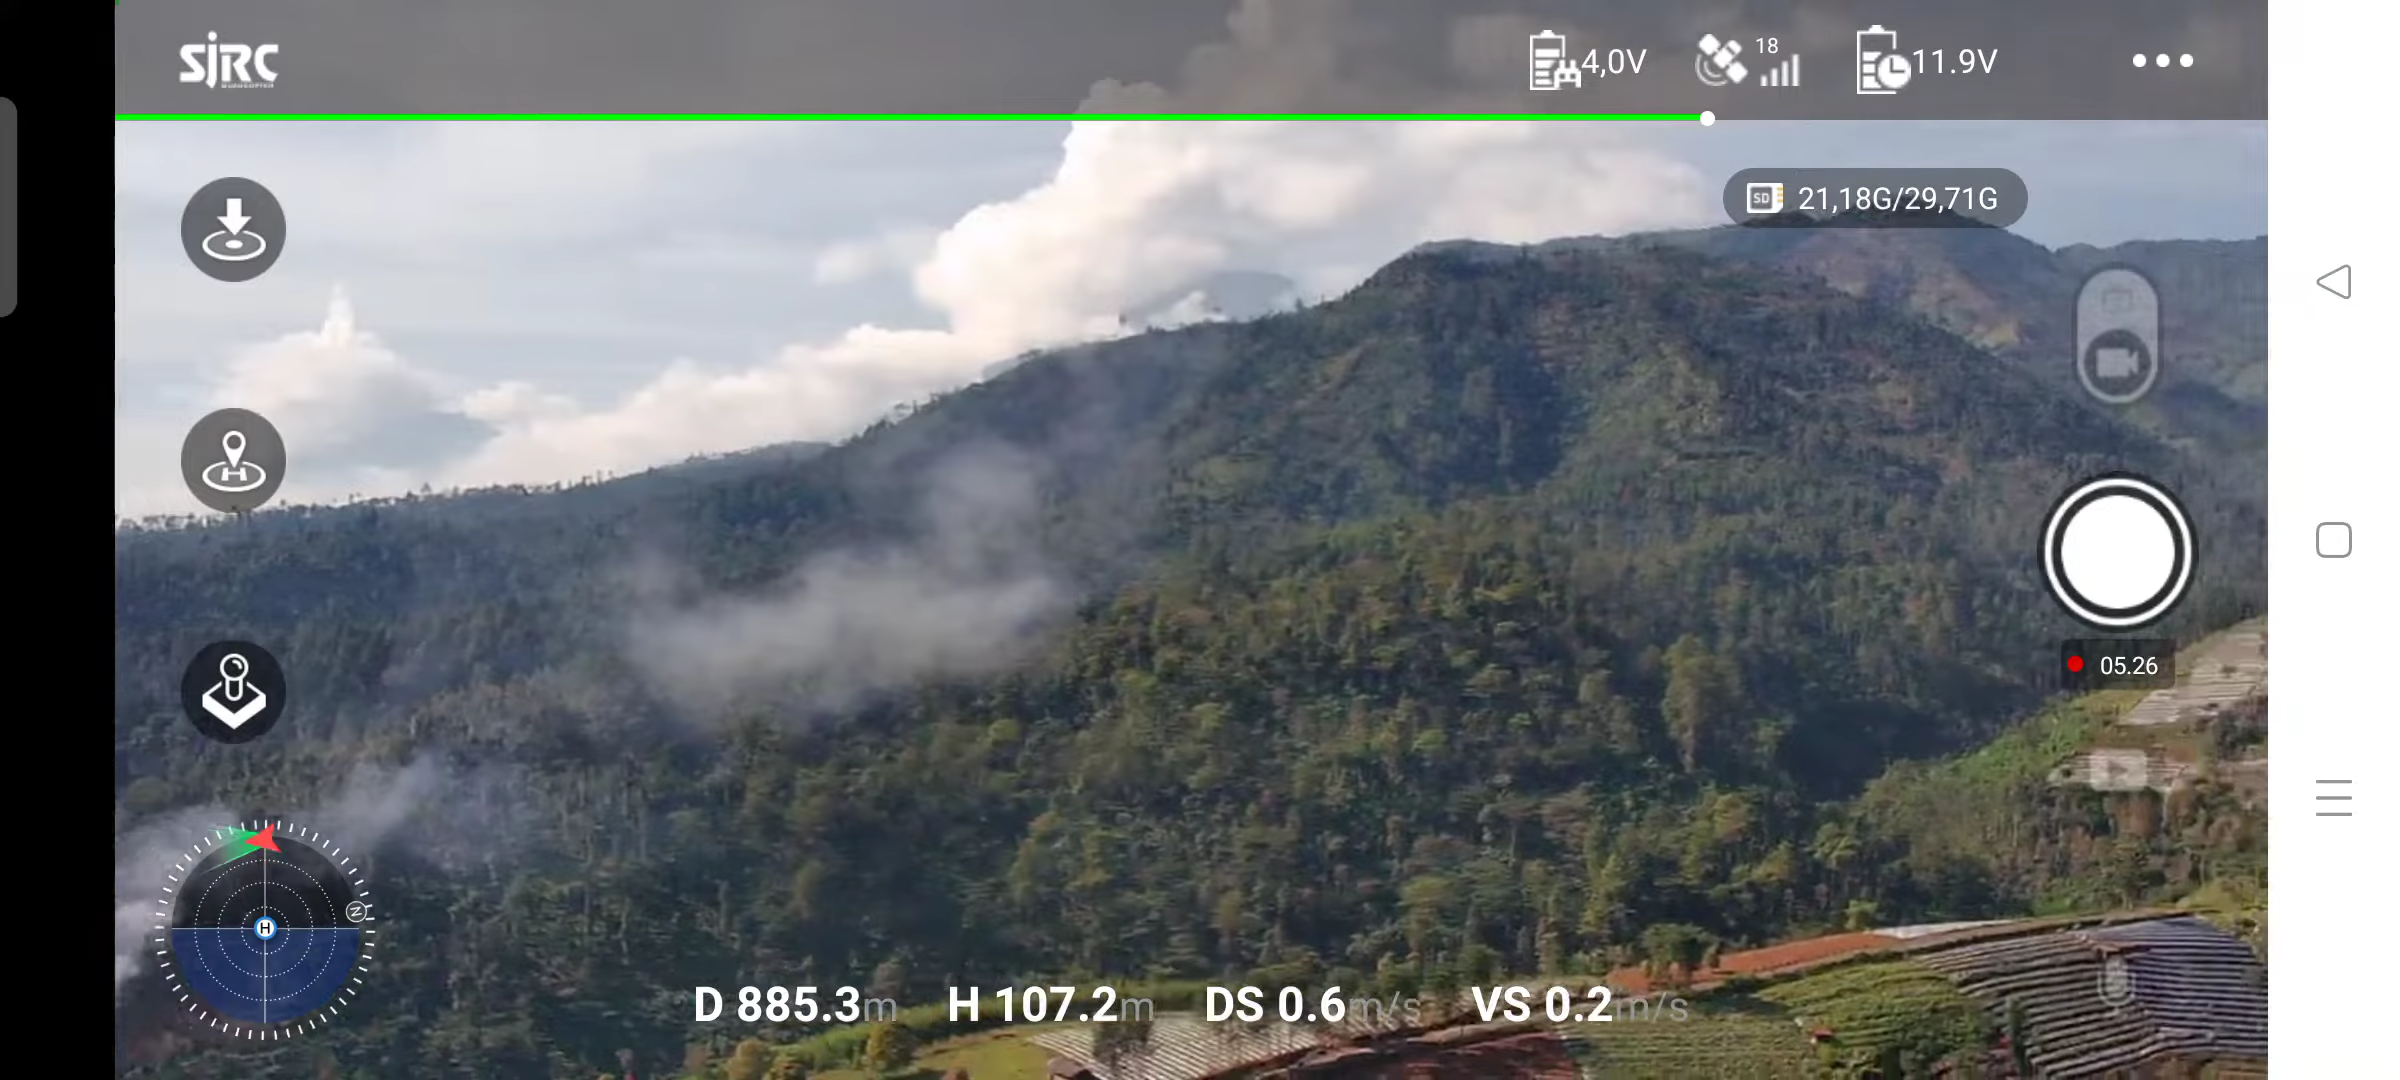 SJRC
4,0V
18
11.9V
SD 21,18G/29,71G
05.26
N
H
D 885.3m H 107.2m DS 0.6m/s VS 0.2m/s